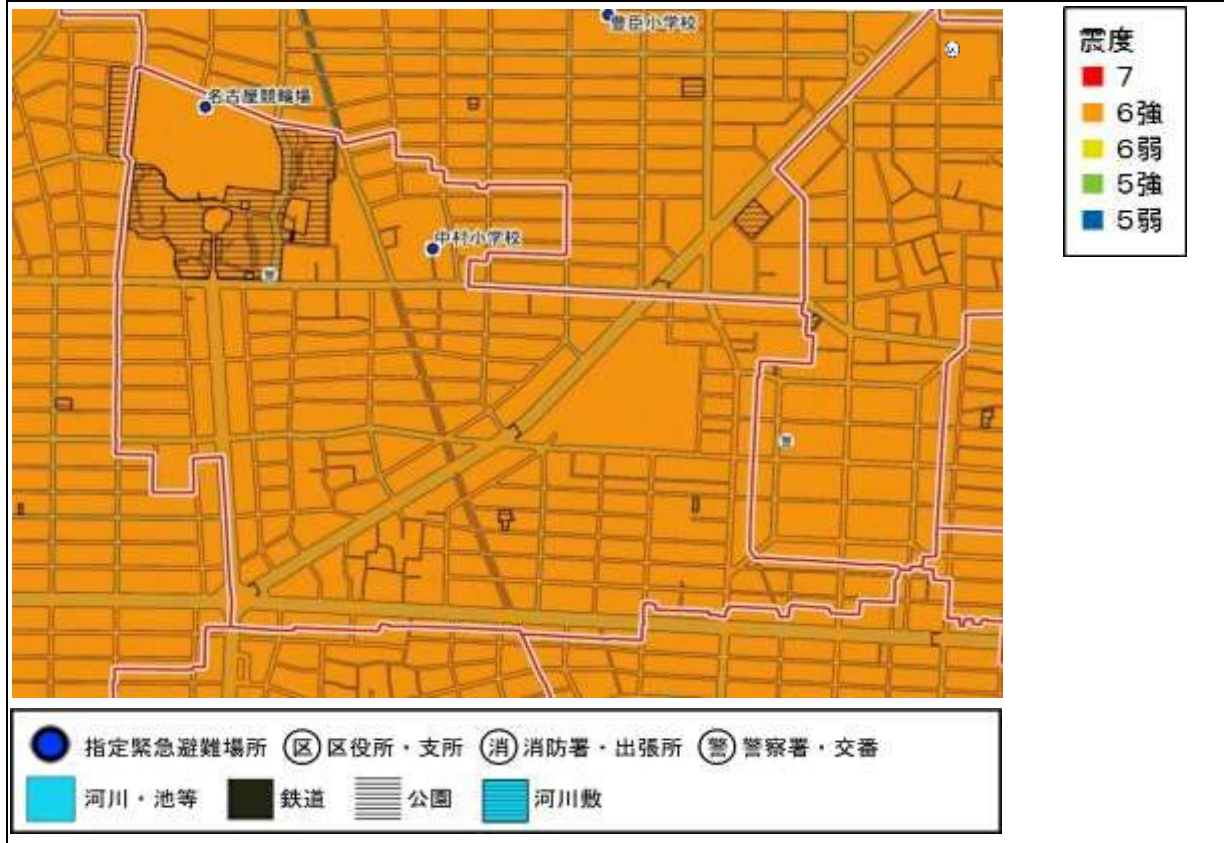 豊臣小学校
区
震度
7
6強
6弱
5強
5弱
名古屋競輪場
中村小学校
警
警
指定緊急避難場所 区 区役所・支所 消 消防署・出張所 警 警察署・交番
河川・池等 鉄道 公園 河川敷